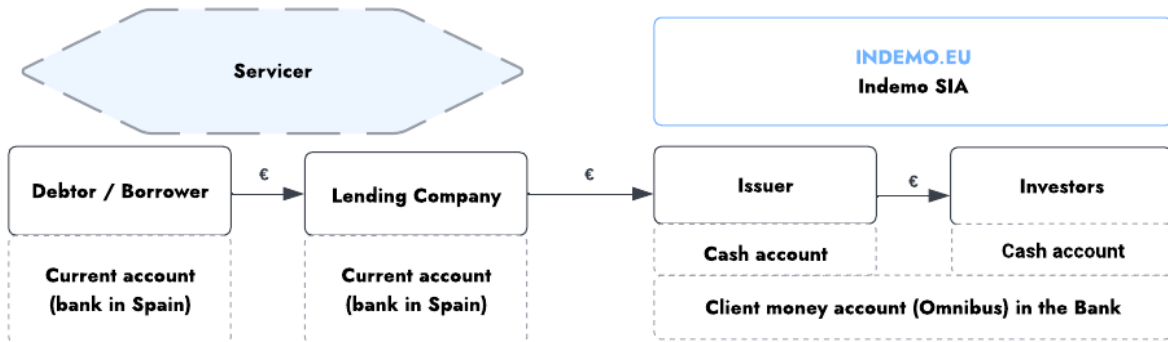 Servicer
INDEMO.EU
Indemo SIA
Debtor / Borrower
€
Lending Company
€
Issuer
€
Investors
Current account
(bank in Spain)
Current account
(bank in Spain)
Cash account
Cash account
Client money account (Omnibus) in the Bank